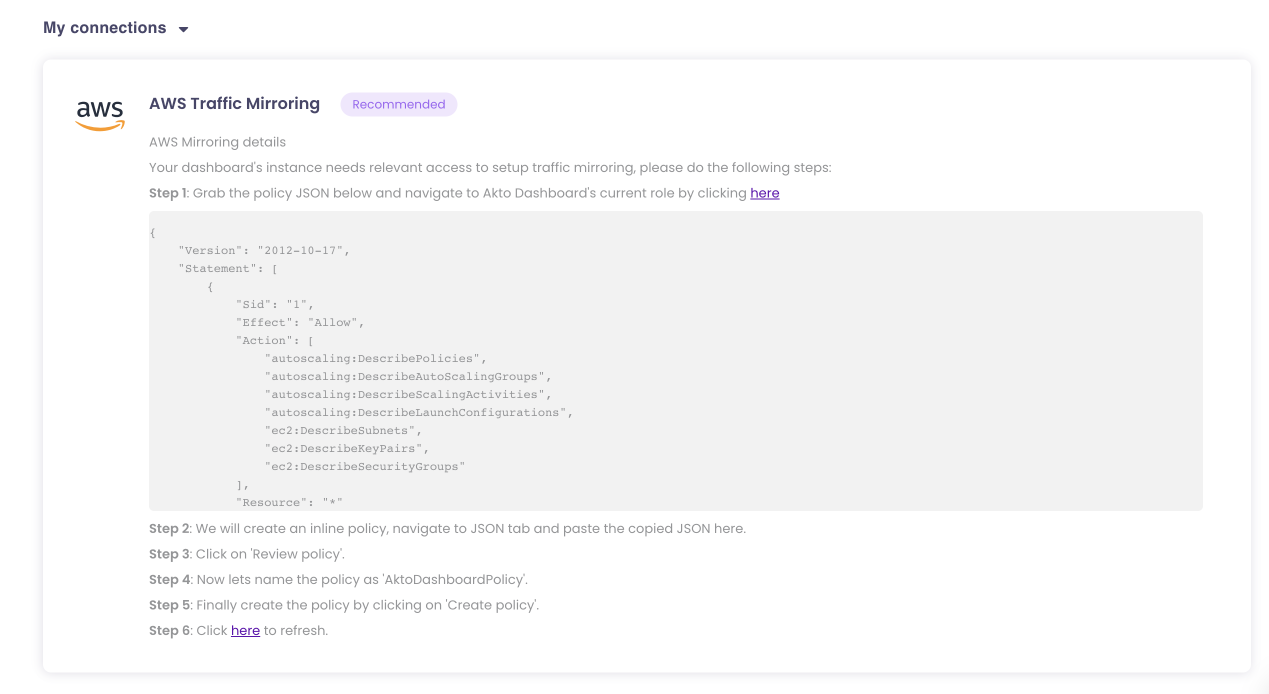 My connections
aws
AWS Traffic Mirroring Recommended
AWS Mirroring details
Your dashboard's instance needs relevant access to setup traffic mirroring, please do the following steps:
Step 1: Grab the policy JSON below and navigate to Akto Dashboard's current role by clicking here
{
    "Version": "2012-10-17",
    "Statement": [
        {
            "Sid": "1",
            "Effect": "Allow",
            "Action": [
                "autoscaling:DescribePolicies",
                "autoscaling:DescribeAutoScalingGroups",
                "autoscaling:DescribeScalingActivities",
                "autoscaling:DescribeLaunchConfigurations",
                "ec2:DescribeSubnets",
                "ec2:DescribeKeyPairs",
                "ec2:DescribeSecurityGroups"
            ],
            "Resource": "*"
Step 2: We will create an inline policy, navigate to JSON tab and paste the copied JSON here.
Step 3: Click on 'Review policy'.
Step 4: Now lets name the policy as 'AktoDashboardPolicy'.
Step 5: Finally create the policy by clicking on 'Create policy'.
Step 6: Click here to refresh.